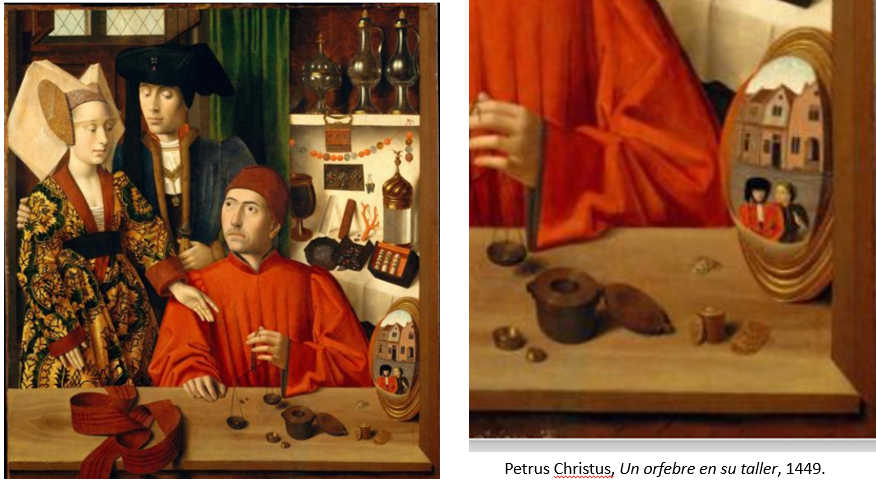 Petrus Christus, Un orfebre en su taller, 1449.